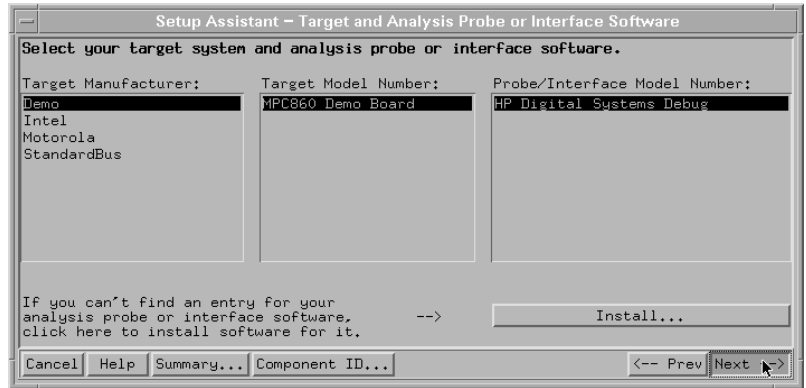 Setup Assistant – Target and Analysis Probe or Interface Software
Select your target system and analysis probe or interface software.
Target Manufacturer: Target Model Number: Probe/Interface Model Number:
Demo MPC860 Demo Board HP Digital Systems Debug
Intel
Motorola
StandardBus
If you can't find an entry for your
analysis probe or interface software, --> Install...
click here to install software for it.
Cancel Help Summary... Component ID... <-- Prev Next -->